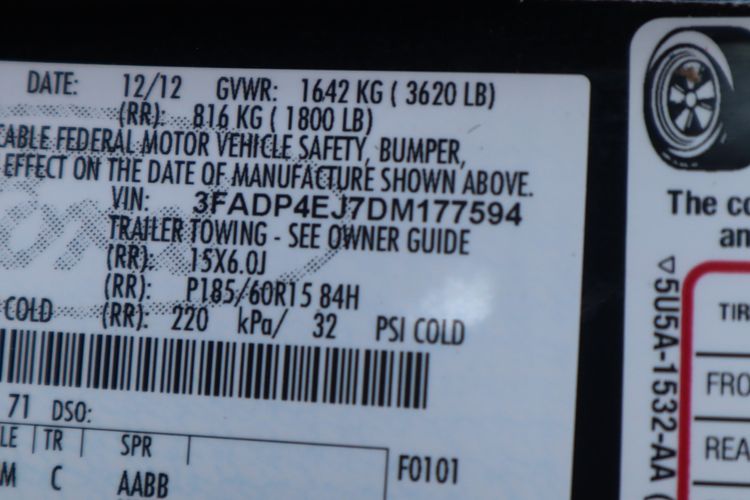 DATE: 12/12 GVWR: 1642 KG ( 3620 LB)
(RR): 816 KG ( 1800 LB)
CABLE FEDERAL MOTOR VEHICLE SAFETY, BUMPER,
EFFECT ON THE DATE OF MANUFACTURE SHOWN ABOVE.
VIN: 3FADP4EJ7DM177594
TRAILER TOWING - SEE OWNER GUIDE
(RR): 15X6.0J
(RR): P185/60R15 84H
COLD (RR): 220 kPa/ 32 PSI COLD
71 DSO:
LE TR SPR
M C AABB
F0101
The co
an
5U5A-1532-AA
TIR
FRO
REA